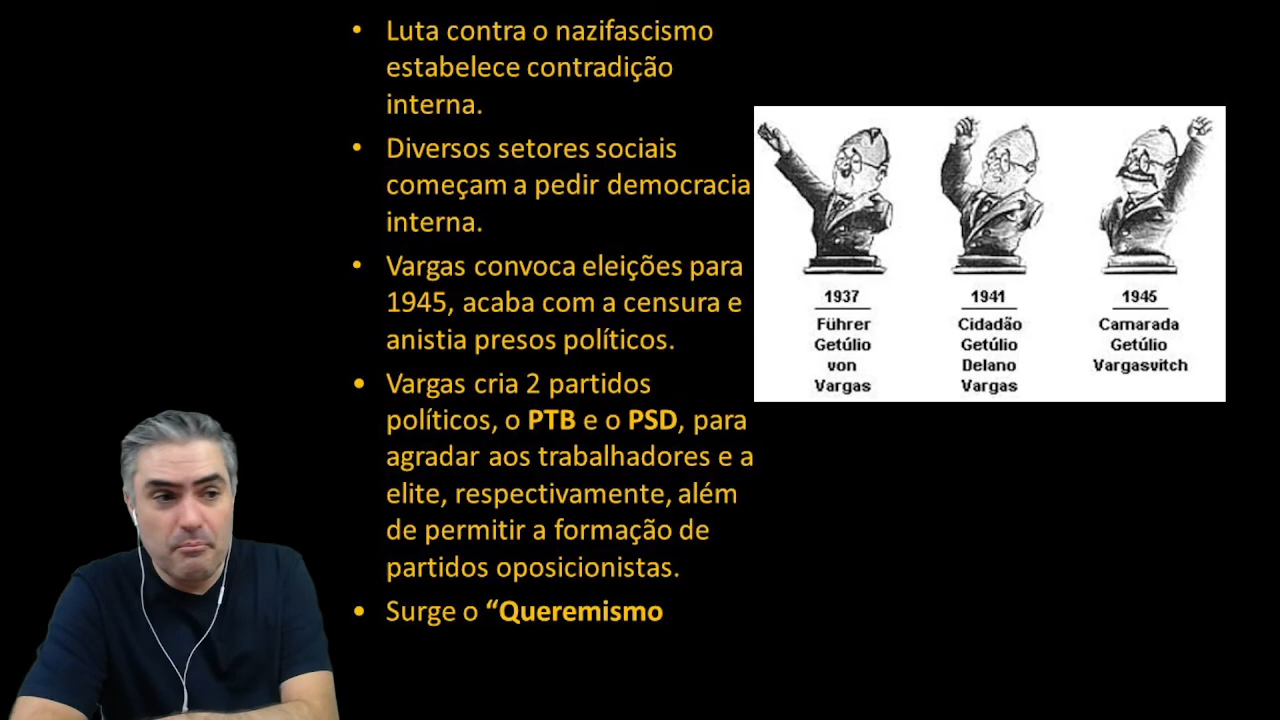 • Luta contra o nazifascismo
estabelece contradição
interna.
• Diversos setores sociais
começam a pedir democracia
interna.
• Vargas convoca eleições para
1945, acaba com a censura e
anistia presos políticos.
• Vargas cria 2 partidos
políticos, o PTB e o PSD, para
agradar aos trabalhadores e a
elite, respectivamente, além
de permitir a formação de
partidos oposicionistas.
• Surge o “Queremismo
1937
Führer
Getúlio
von
Vargas
1941
Cidadão
Getúlio
Delano
Vargas
1945
Camarada
Getúlio
Vargasvitch